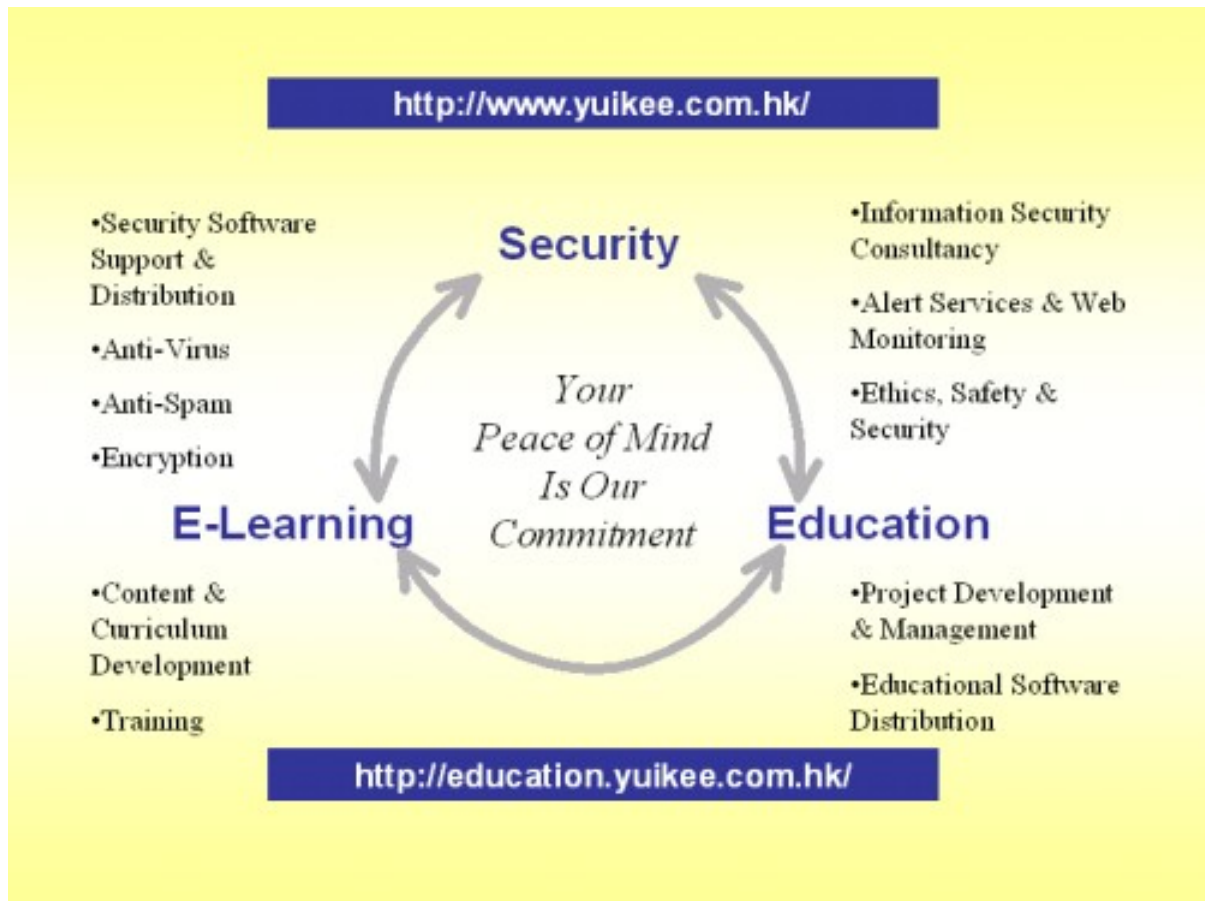 http://www.yuikee.com.hk/
•Security Software
Support &
Distribution
•Anti-Virus
•Anti-Spam
•Encryption
Security
•Information Security
Consultancy
•Alert Services & Web
Monitoring
•Ethics, Safety &
Security
Your
Peace of Mind
Is Our
Commitment
E-Learning
Education
•Content &
Curriculum
Development
•Training
•Project Development
& Management
•Educational Software
Distribution
http://education.yuikee.com.hk/